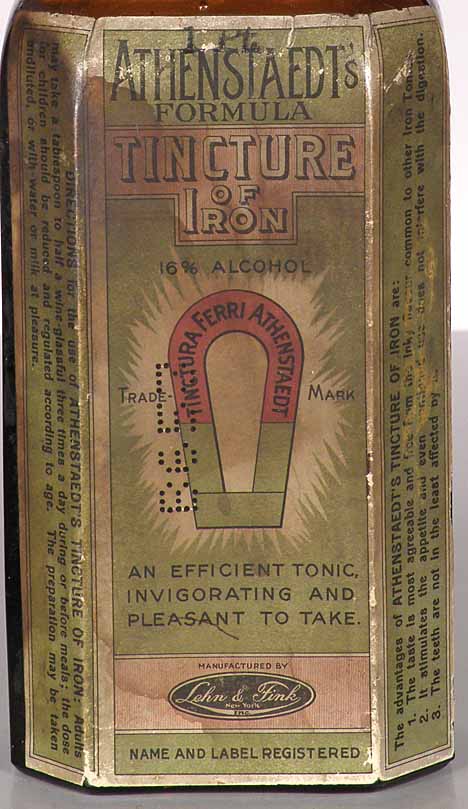 1 Pt.
ATHENSTAEDT'S
FORMULA
TINCTURE
OF
IRON
16% ALCOHOL
TINCTURA FERRI ATHENSTAEDT
TRADE- MARK
AN EFFICIENT TONIC,
INVIGORATING AND
PLEASANT TO TAKE.
MANUFACTURED BY
Lehn & Fink
New York
INC.
NAME AND LABEL REGISTERED
DIRECTIONS for the use of ATHENSTAEDT'S TINCTURE OF IRON: Adults
may take a tablespoon to half a wine-glassful three times a day during or before meals; the dose
for children should be reduced and regulated according to age. The preparation may be taken
undiluted, or with water or milk at pleasure.
The advantages of ATHENSTAEDT'S TINCTURE OF IRON are:
1. The taste is most agreeable and free from the Inky common to other Iron Tonics.
2. It stimulates the appetite and even does not interfere with the digestion.
3. The teeth are not in the least affected by